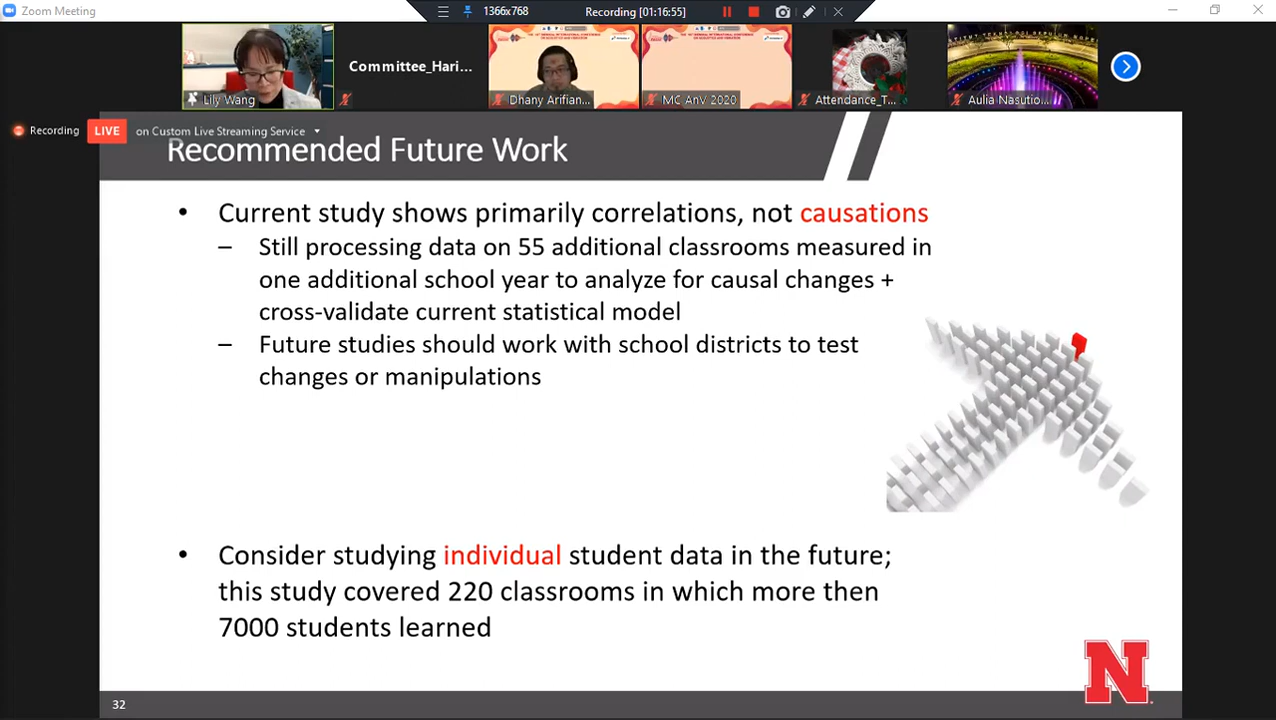 Zoom Meeting
1366x768
Recording [01:16:55]
Committee_Hari...
Lily Wang
Dhany Arifian...
MC AnV 2020
Attendance_T...
Aulia Nasutio...
Recording
LIVE
on Custom Live Streaming Service
Recommended Future Work
• Current study shows primarily correlations, not causations
– Still processing data on 55 additional classrooms measured in
one additional school year to analyze for causal changes +
cross-validate current statistical model
– Future studies should work with school districts to test
changes or manipulations
• Consider studying individual student data in the future;
this study covered 220 classrooms in which more then
7000 students learned
N
32